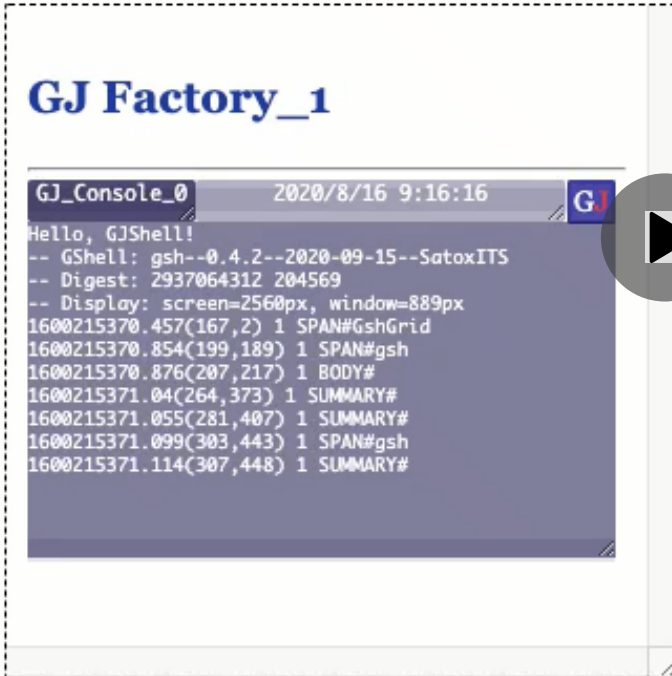 GJ Factory_1
GJ_Console_0 2020/8/16 9:16:16 GJ
Hello, GJShell!
-- GShell: gsh--0.4.2--2020-09-15--SatoxITS
-- Digest: 2937064312 204569
-- Display: screen=2560px, window=889px
1600215370.457(167,2) 1 SPAN#GshGrid
1600215370.854(199,189) 1 SPAN#gsh
1600215370.876(207,217) 1 BODY#
1600215371.04(264,373) 1 SUMMARY#
1600215371.055(281,407) 1 SUMMARY#
1600215371.099(303,443) 1 SPAN#gsh
1600215371.114(307,448) 1 SUMMARY#